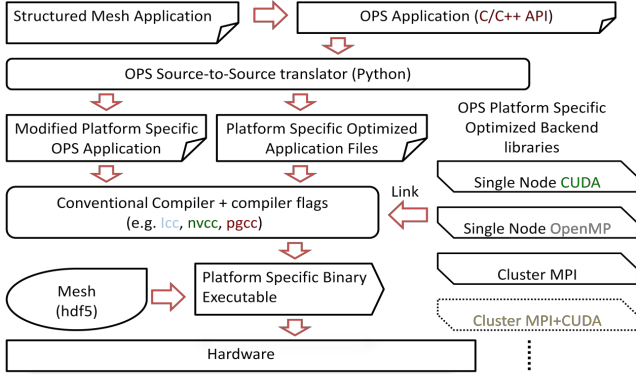 Structured Mesh Application
OPS Application (C/C++ API)
OPS Source-to-Source translator (Python)
Modified Platform Specific
OPS Application
Platform Specific Optimized
Application Files
OPS Platform Specific
Optimized Backend
libraries
Conventional Compiler + compiler flags
(e.g. Icc, nvcc, pgcc)
Link
Single Node CUDA
Single Node OpenMP
Cluster MPI
Cluster MPI+CUDA
Mesh
(hdf5)
Platform Specific Binary
Executable
Hardware